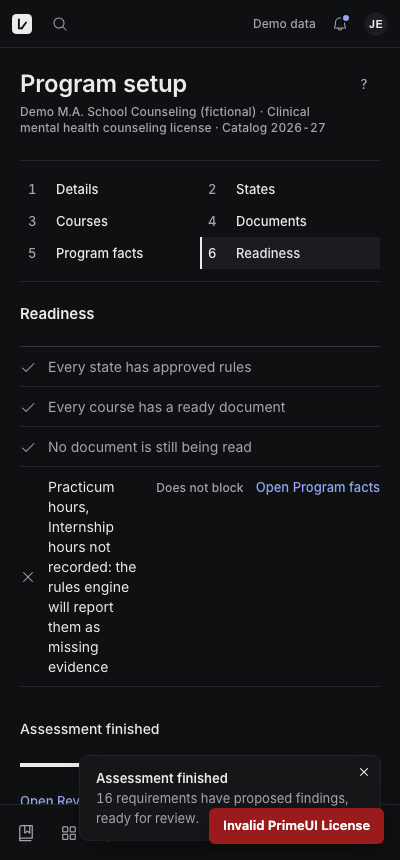 Demo data
JE
Program setup
?
Demo M.A. School Counseling (fictional) · Clinical
mental health counseling license · Catalog 2026-27
1 Details
2 States
3 Courses
4 Documents
5 Program facts
6 Readiness
Readiness
Every state has approved rules
Every course has a ready document
No document is still being read
Practicum
hours,
Internship
hours not
recorded: the
rules engine
will report
them as
missing
evidence
Does not block
Open Program facts
Assessment finished
Open Rev
Assessment finished
16 requirements have proposed findings,
ready for review.
Invalid PrimeUI License